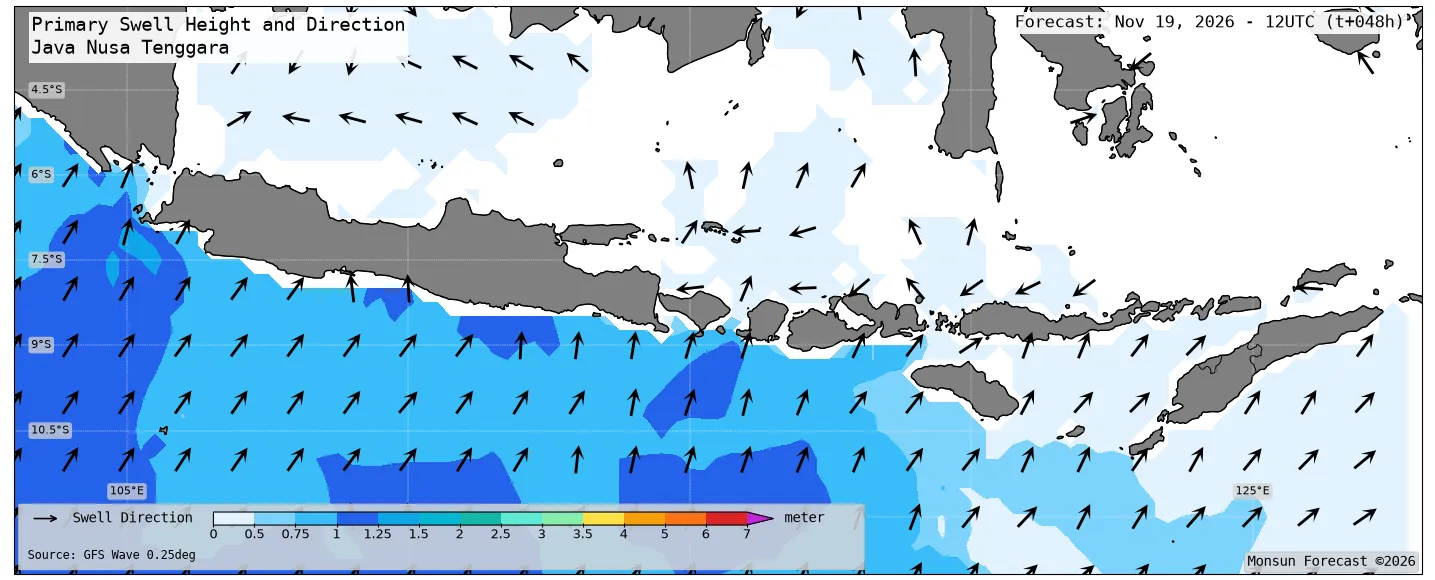 Primary Swell Height and Direction
Java Nusa Tenggara
Forecast: Nov 19, 2026 - 12UTC (t+048h)
4.5°S
6°S
7.5°S
9°S
10.5°S
105°E
125°E
Swell Direction
0 0.5 0.75 1 1.25 1.5 2 2.5 3 3.5 4 5 6 7
meter
Source: GFS Wave 0.25deg
Monsun Forecast ©2026